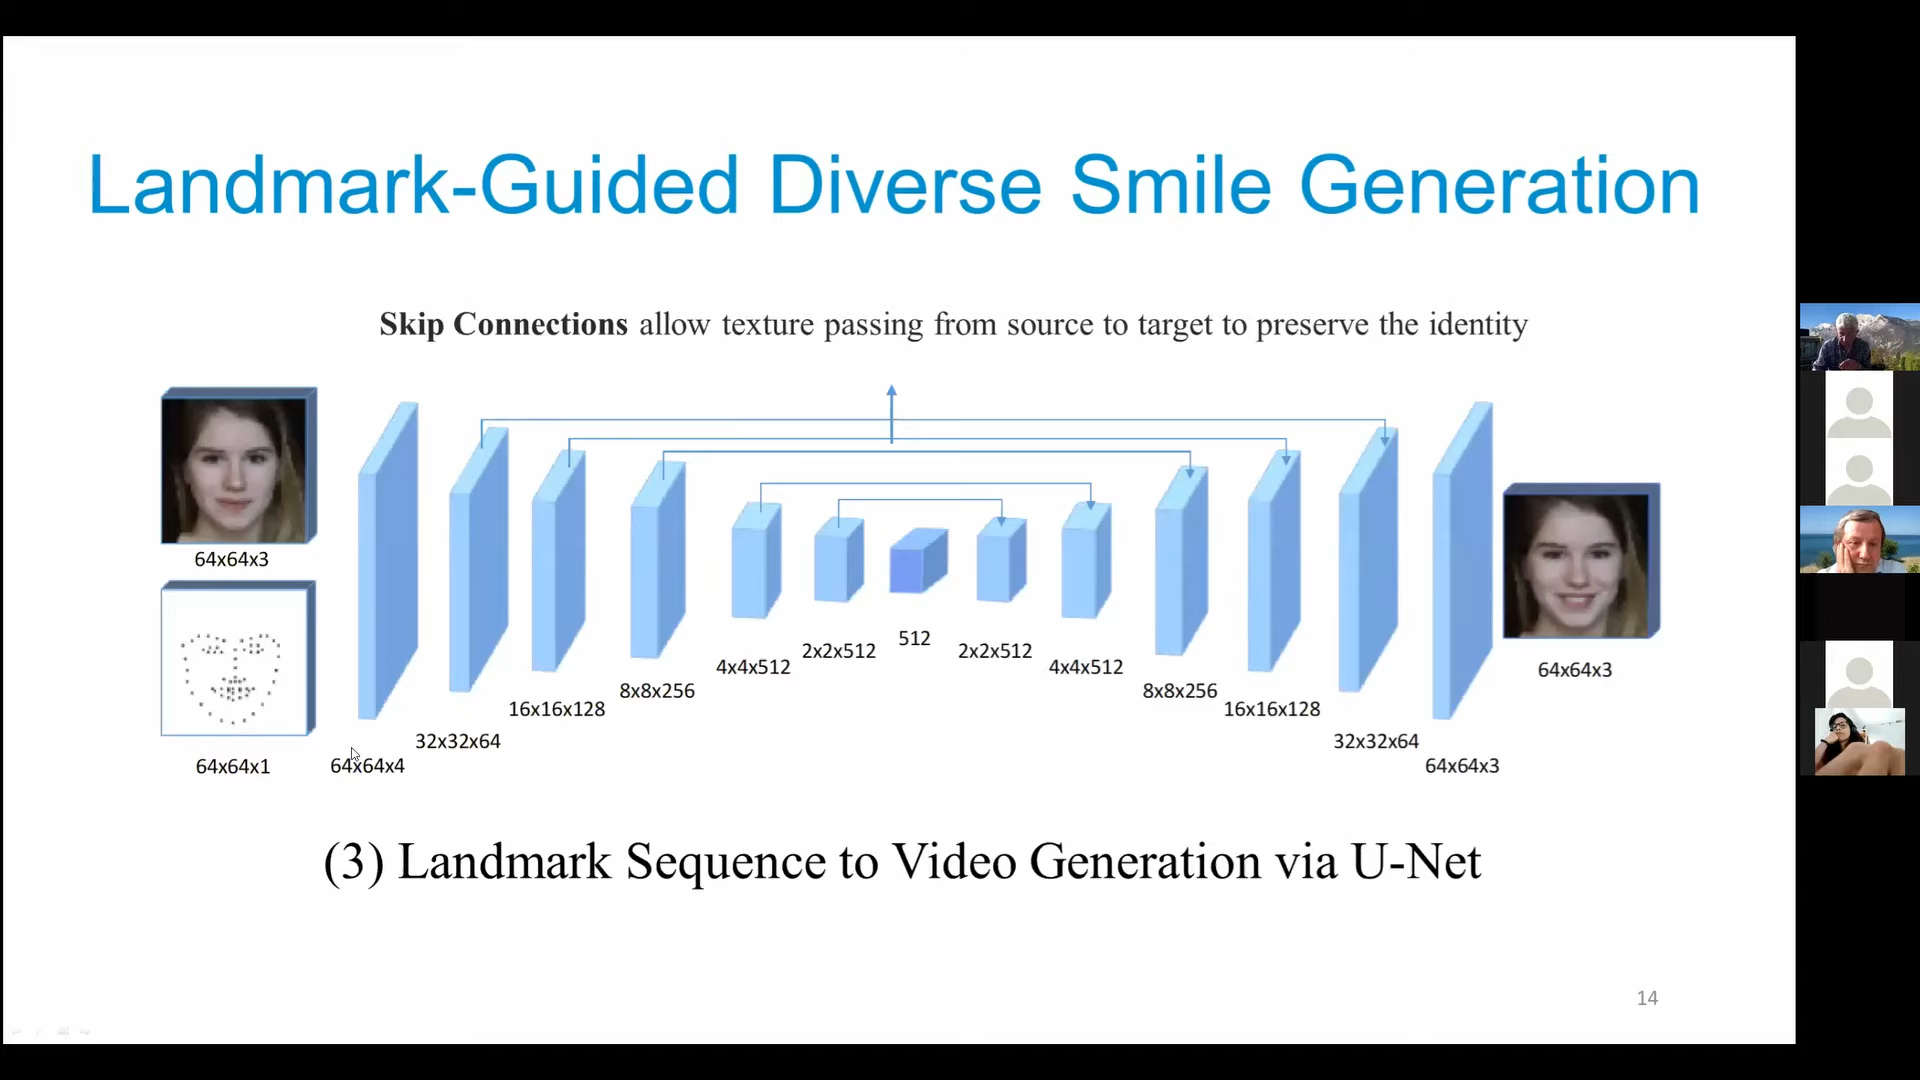 Landmark-Guided Diverse Smile Generation
Skip Connections allow texture passing from source to target to preserve the identity
64x64x3
64x64x1
64x64x4
32x32x64
16x16x128
8x8x256
4x4x512
2x2x512
512
2x2x512
4x4x512
8x8x256
16x16x128
32x32x64
64x64x3
64x64x3
(3) Landmark Sequence to Video Generation via U-Net
14